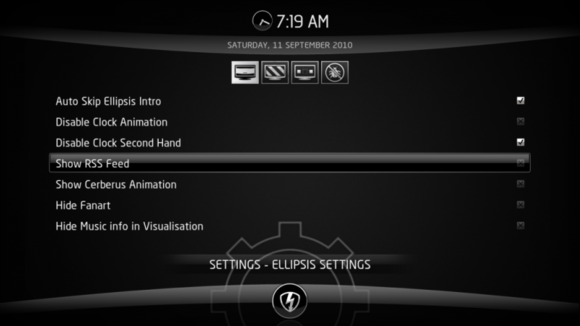 7:19 AM
SATURDAY, 11 SEPTEMBER 2010
Auto Skip Ellipsis Intro
Disable Clock Animation
Disable Clock Second Hand
Show RSS Feed
Show Cerberus Animation
Hide Fanart
Hide Music info in Visualisation
SETTINGS - ELLIPSIS SETTINGS